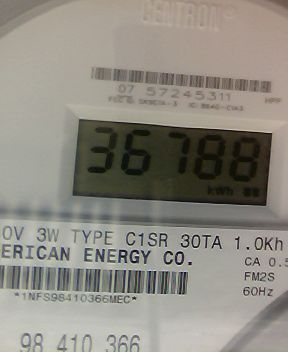 CENTRON®
07 57245311
36788
kWh
0V 3W TYPE C1SR 30TA 1.0Kh
ERICAN ENERGY CO.
CA 0.5
FM2S
*1NFS98410366MEC*
60Hz
98 410 366